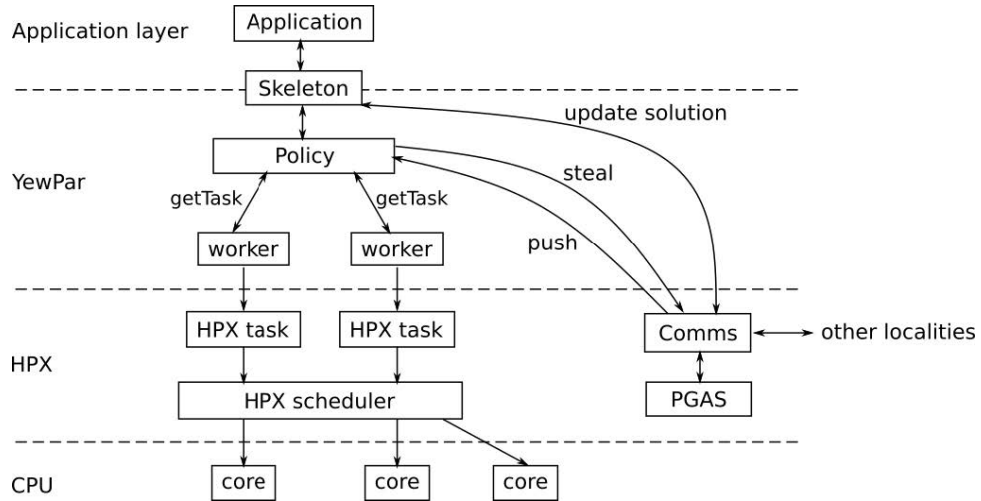 Application layer
Application
Skeleton
update solution
Policy
steal
YewPar
getTask
getTask
push
worker
worker
HPX task
HPX task
Comms
other localities
HPX
HPX scheduler
PGAS
CPU
core
core
core